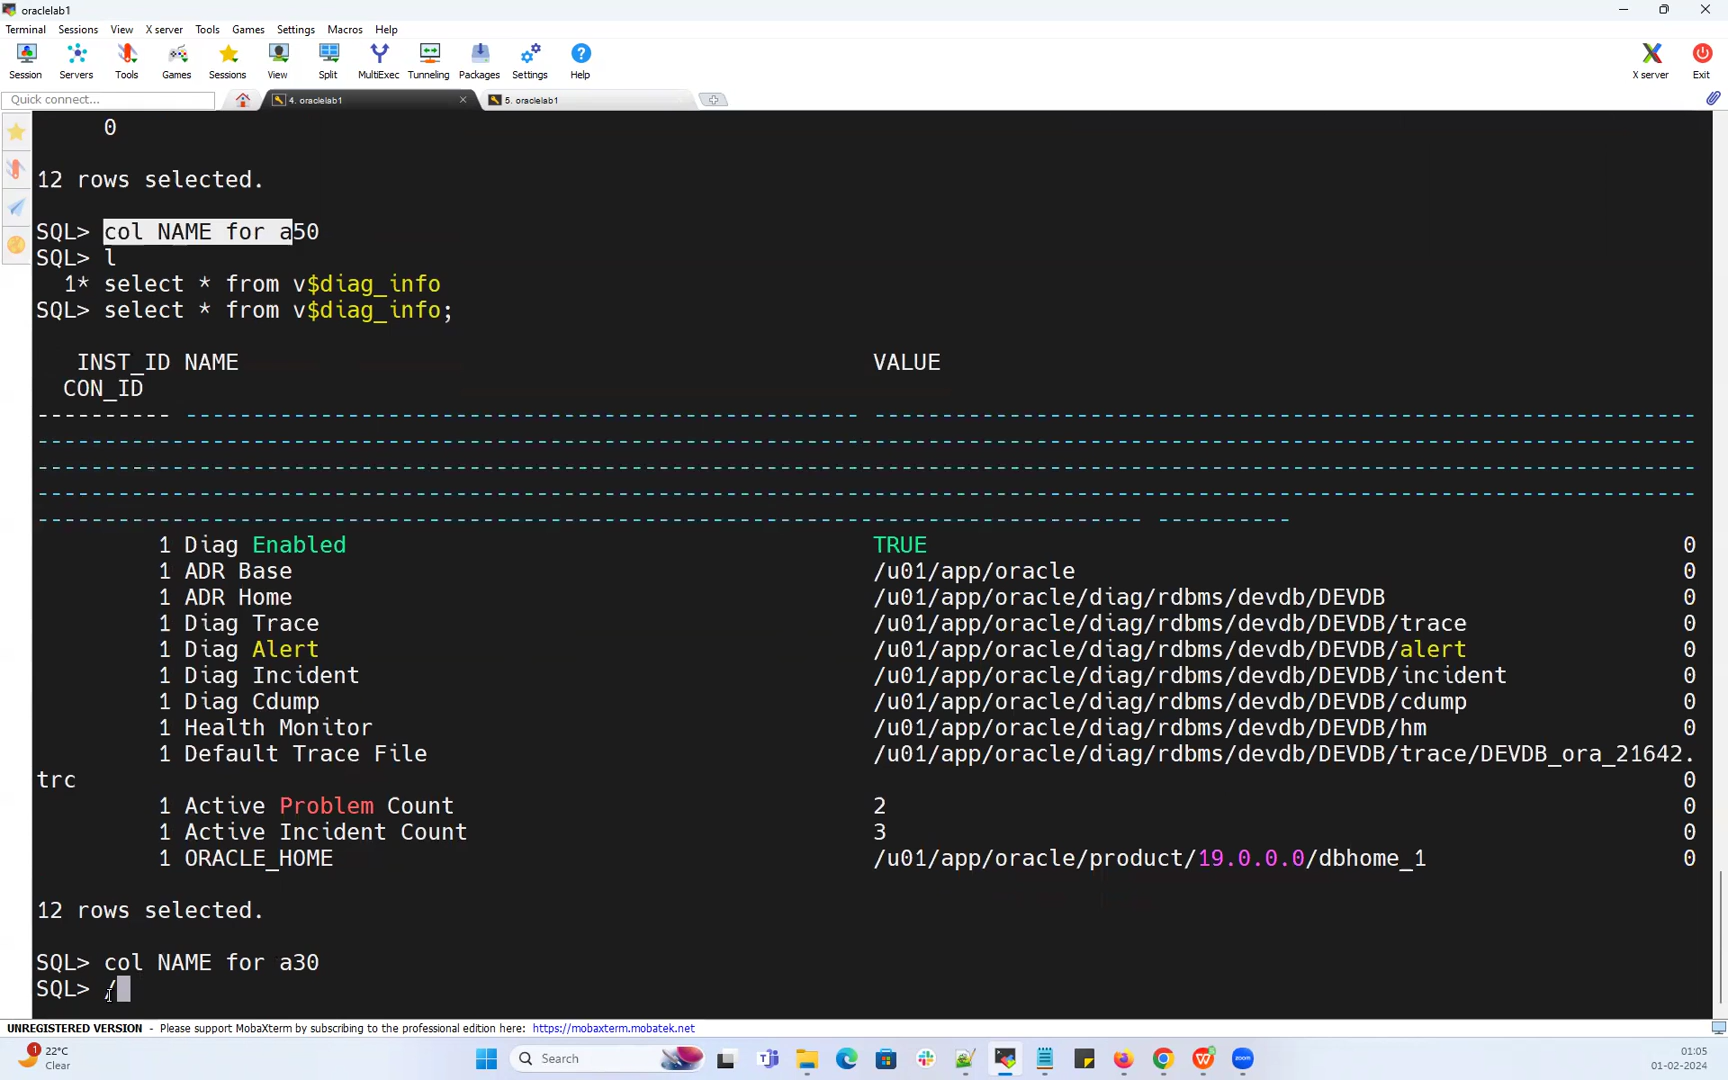 oraclelab1
Terminal Sessions View X server Tools Games Settings Macros Help
Session Servers Tools Games Sessions View Split MultiExec Tunneling Packages Settings Help X server Exit
Quick connect... 4. oraclelab1 5. oraclelab1
0
12 rows selected.
SQL> col NAME for a50
SQL> l
1* select * from v$diag_info
SQL> select * from v$diag_info;
INST_ID NAME VALUE
CON_ID
---------- -------------------------------------------------- -------------------------------------------------------------
---------------------------------------------------------------------------------------------------------------------------
---------------------------------------------------------------------------------------------------------------------------
---------------------------------------------------------------------------------------------------------------------------
---------------------------------------------------------------------------------- ----------
1 Diag Enabled TRUE 0
1 ADR Base /u01/app/oracle 0
1 ADR Home /u01/app/oracle/diag/rdbms/devdb/DEVDB 0
1 Diag Trace /u01/app/oracle/diag/rdbms/devdb/DEVDB/trace 0
1 Diag Alert /u01/app/oracle/diag/rdbms/devdb/DEVDB/alert 0
1 Diag Incident /u01/app/oracle/diag/rdbms/devdb/DEVDB/incident 0
1 Diag Cdump /u01/app/oracle/diag/rdbms/devdb/DEVDB/cdump 0
1 Health Monitor /u01/app/oracle/diag/rdbms/devdb/DEVDB/hm 0
1 Default Trace File /u01/app/oracle/diag/rdbms/devdb/DEVDB/trace/DEVDB_ora_21642.
trc 0
1 Active Problem Count 2 0
1 Active Incident Count 3 0
1 ORACLE_HOME /u01/app/oracle/product/19.0.0.0/dbhome_1 0
12 rows selected.
SQL> col NAME for a30
SQL> /
UNREGISTERED VERSION - Please support MobaXterm by subscribing to the professional edition here: https://mobaxterm.mobatek.net
1 22°C
Clear
Search
01:05
01-02-2024